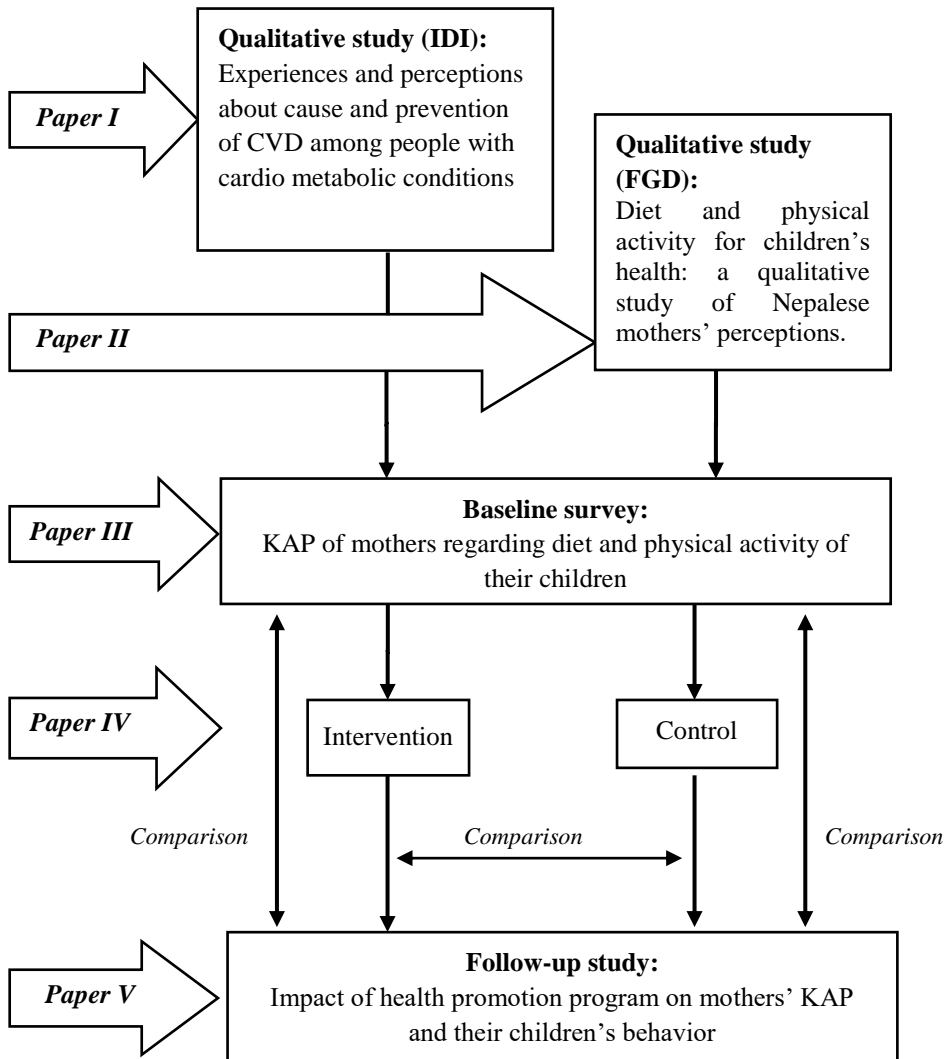 Qualitative study (IDI):
Experiences and perceptions
about cause and prevention
of CVD among people with
cardio metabolic conditions
Paper I
Qualitative study
(FGD):
Diet and physical
activity for children's
health: a qualitative
study of Nepalese
mothers' perceptions.
Paper II
Baseline survey:
KAP of mothers regarding diet and physical activity of
their children
Paper III
Paper IV
Intervention
Control
Comparison
Comparison
Comparison
Follow-up study:
Impact of health promotion program on mothers' KAP
and their children's behavior
Paper V